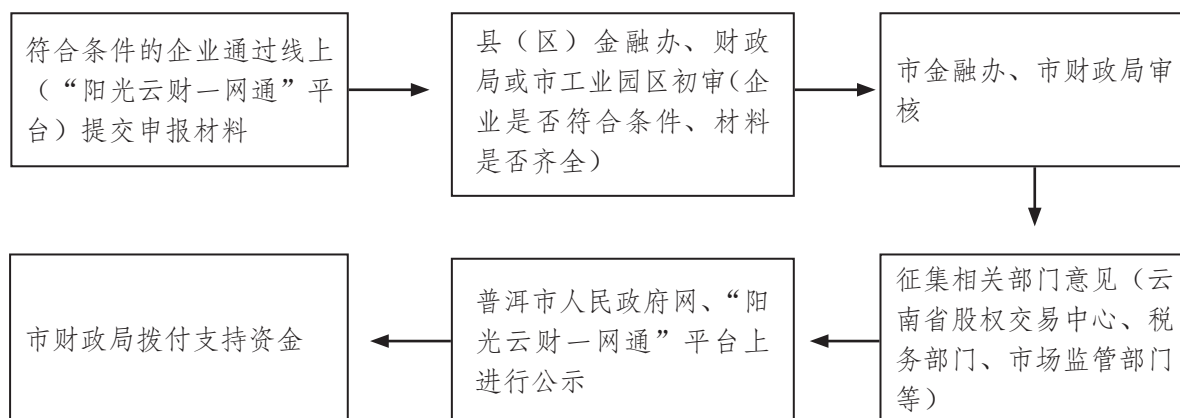 符合条件的企业通过线上
（“阳光云财一网通”平
台）提交申报材料
县（区）金融办、财政
局或市工业园区初审（企
业是否符合条件、材料
是否齐全）
市金融办、市财政局审
核
征集相关部门意见（云
南省股权交易中心、税
务部门、市场监管部门
等）
普洱市人民政府网、“阳
光云财一网通”平台上
进行公示
市财政局拨付支持资金